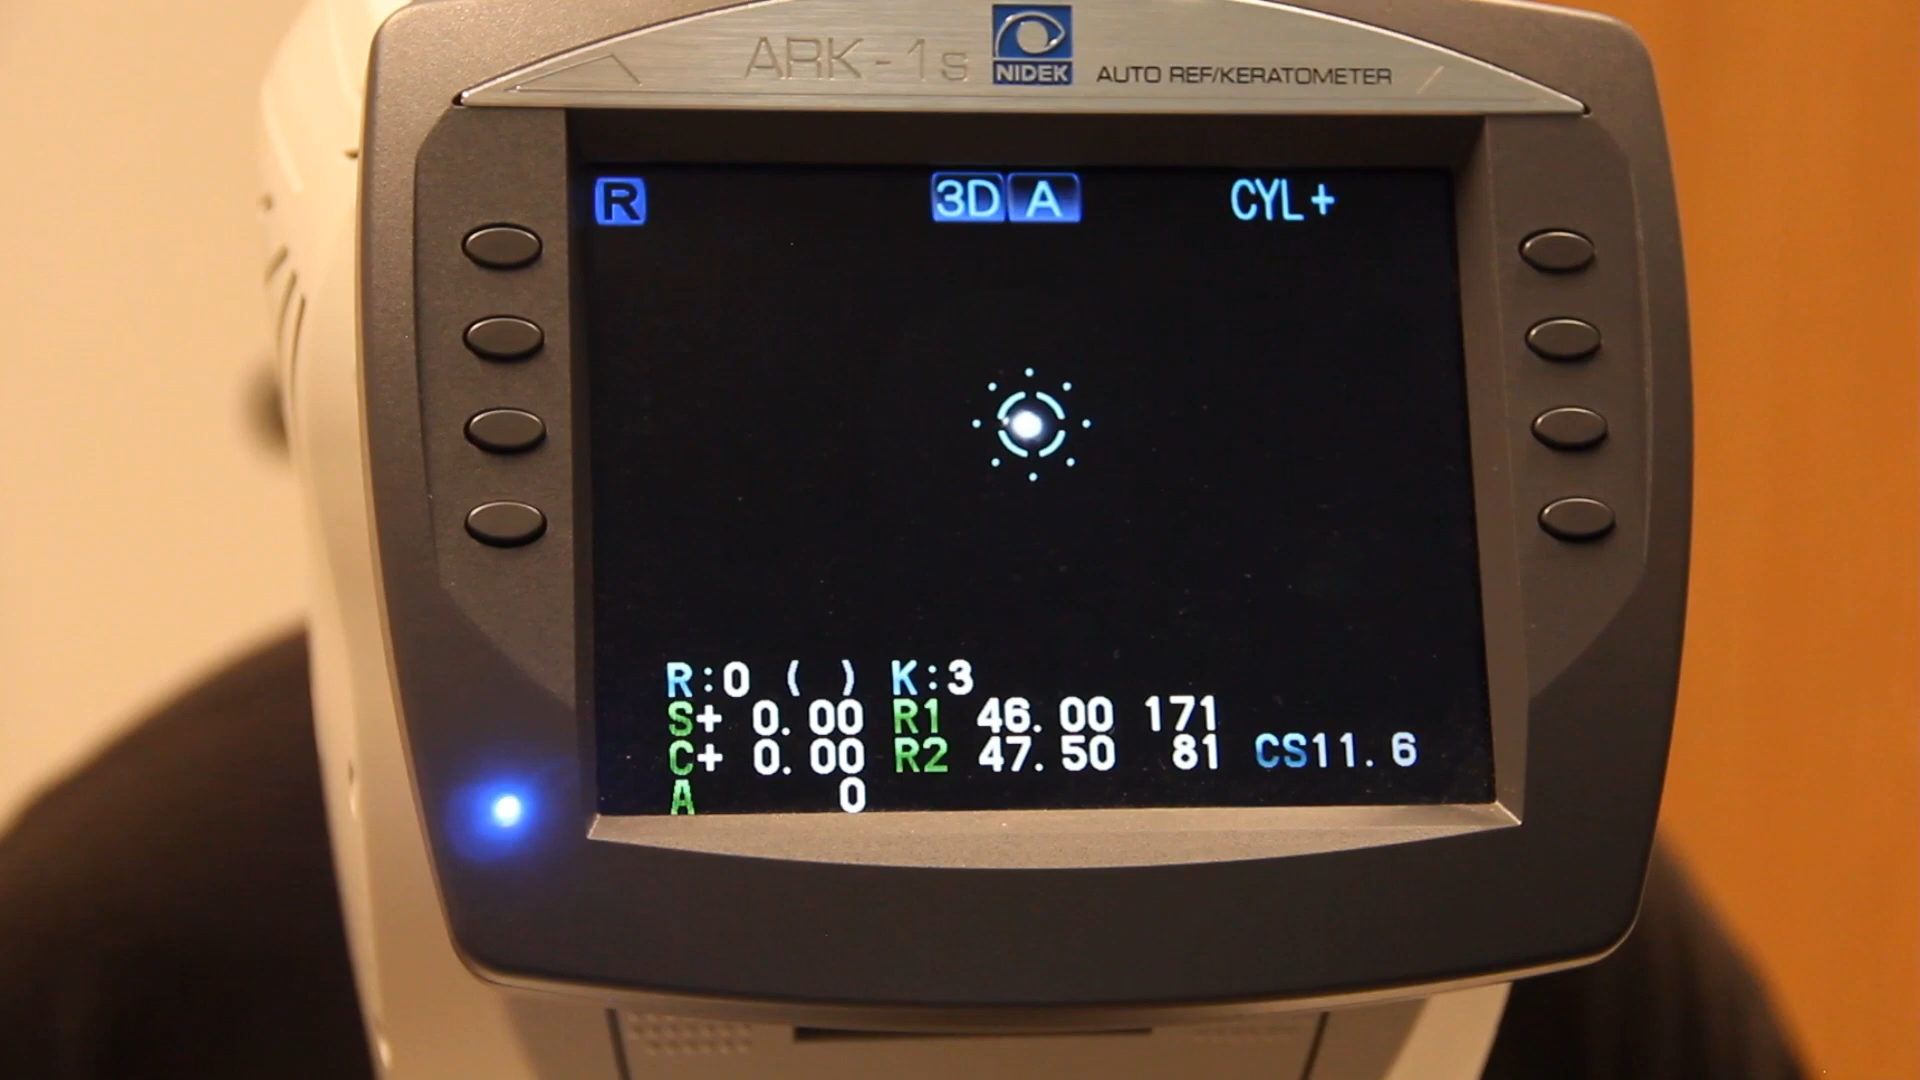 ARK-1s NIDEK AUTO REF/KERATOMETER
R 3D A CYL+
R:0 ( ) K:3
S+ 0.00 R1 46.00 171
C+ 0.00 R2 47.50 81 CS11.6
A 0